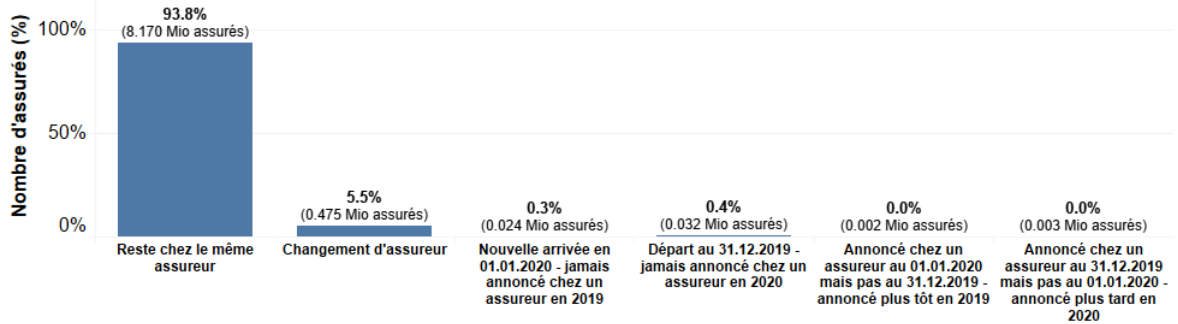 Nombre d'assurés (%)
100%
50%
0%
93.8%
(8.170 Mio assurés)
5.5%
(0.475 Mio assurés)
0.3%
(0.024 Mio assurés)
0.4%
(0.032 Mio assurés)
0.0%
(0.002 Mio assurés)
0.0%
(0.003 Mio assurés)
Reste chez le même
assureur
Changement d'assureur
Nouvelle arrivée en
01.01.2020 - jamais
annoncé chez un
assureur en 2019
Départ au 31.12.2019 -
jamais annoncé chez un
assureur en 2020
Annoncé chez un
assureur au 01.01.2020
mais pas au 31.12.2019 -
annoncé plus tôt en 2019
Annoncé chez un
assureur au 31.12.2019
mais pas au 01.01.2020 -
annoncé plus tard en
2020